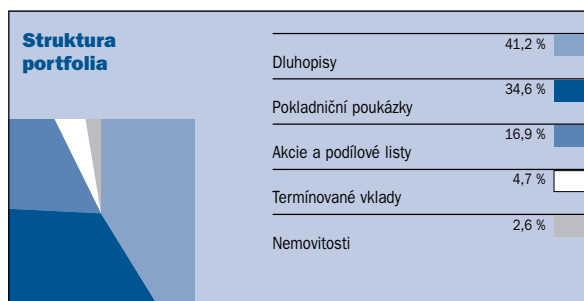 Struktura
portfolia
41,2 %
Dluhopisy
34,6 %
Pokladniční poukázky
16,9 %
Akcie a podílové listy
4,7 %
Termínované vklady
2,6 %
Nemovitosti